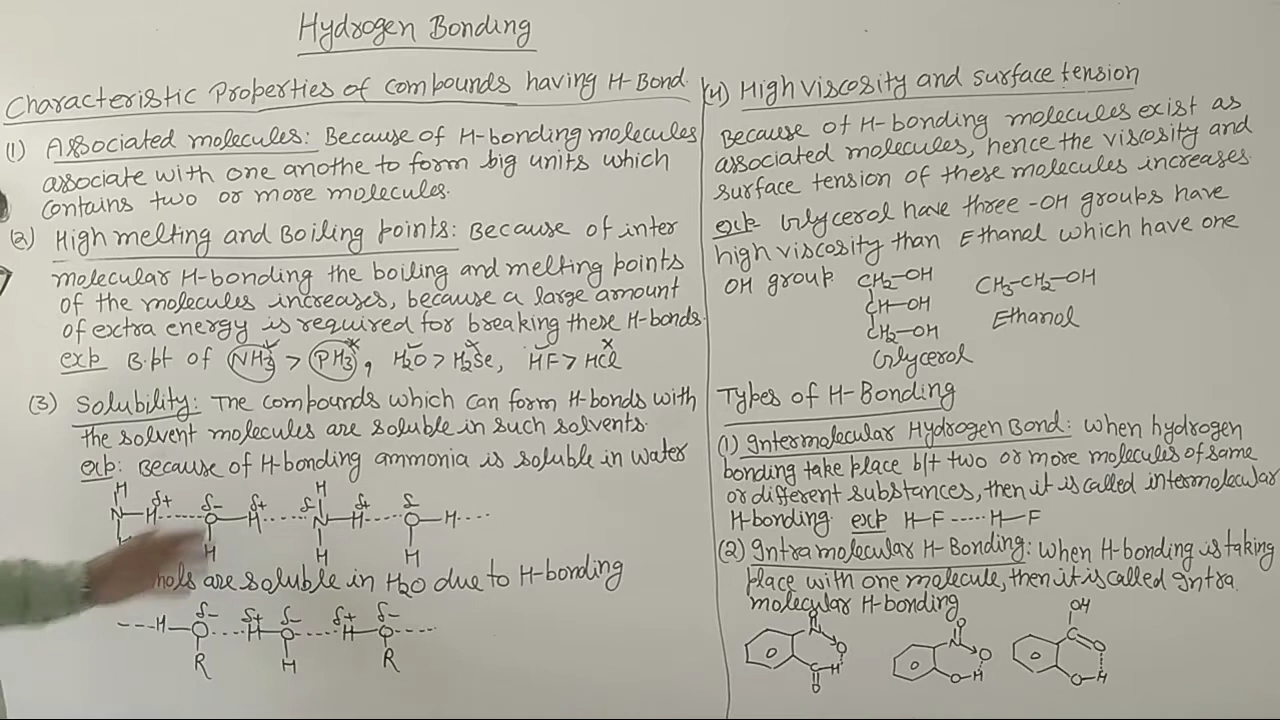 Hydrogen Bonding
Characteristic Properties of compounds having H-Bond.
(1) Associated molecules: Because of H-bonding molecules
associate with one anothe to form big units which
contains two or more molecules.
(2) High melting and Boiling points: Because of inter
molecular H-bonding the boiling and melting points
of the molecules increases, because a large amount
of extra energy is required for breaking these H-bonds.
exp B.pt of NH3 > PH3, H2O > H2Se, HF > HCl
(3) Solubility: The compounds which can form H-bonds with
the solvent molecules are soluble in such solvents.
exp: Because of H-bonding ammonia is soluble in water
H H
δ+ δ- δ+ δ- δ+ δ-
N-H-----O-H-----N-H-----O-H----
H H H H
hols are soluble in H2O due to H-bonding
δ- δ+ δ- δ+ δ-
---H-O----H-O-----H-O----
R H R
(4) High viscosity and surface tension
Because of H-bonding molecules exist as
associated molecules, hence the viscosity and
surface tension of these molecules increases.
exp Glycerol have three -OH groups have
high viscosity than Ethanol which have one
OH group.
CH2-OH
CH-OH
CH2-OH
Glycerol
CH3-CH2-OH
Ethanol
Types of H-Bonding
(1) Intermolecular Hydrogen Bond: when hydrogen
bonding take place b/t two or more molecules of same
or different substances, then it is called intermolecular
H-bonding. exp H-F-----H-F
(2) Intramolecular H-Bonding: when H-bonding is taking
place with one molecule, then it is called Intra
molecular H-bonding
O O OH
N O N O C O
C H O-H O-H
O